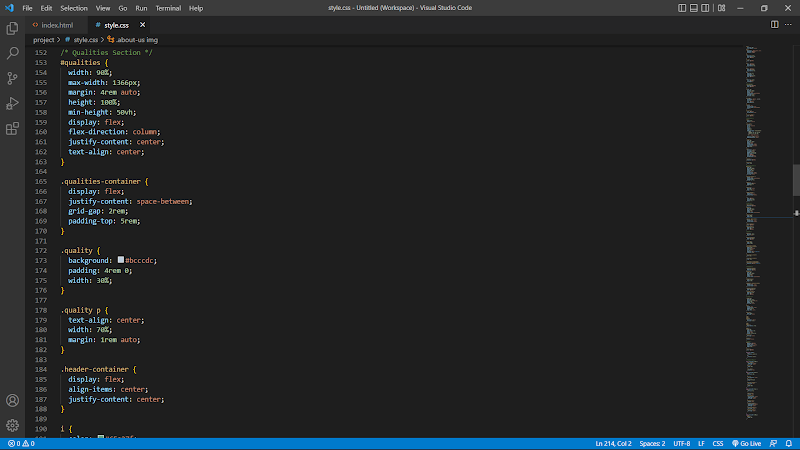 File Edit Selection View Go Run Terminal Help
style.css - Untitled (Workspace) - Visual Studio Code
index.html
style.css
project > style.css > .about-us img
152 /* Qualities Section */
153 #qualities {
154 width: 90%;
155 max-width: 1366px;
156 margin: 4rem auto;
157 height: 100%;
158 min-height: 50vh;
159 display: flex;
160 flex-direction: column;
161 justify-content: center;
162 text-align: center;
163 }
164
165 .qualities-container {
166 display: flex;
167 justify-content: space-between;
168 grid-gap: 2rem;
169 padding-top: 5rem;
170 }
171
172 .quality {
173 background: #bcccdc;
174 padding: 4rem 0;
175 width: 30%;
176 }
177
178 .quality p {
179 text-align: center;
180 width: 70%;
181 margin: 1rem auto;
182 }
183
184 .header-container {
185 display: flex;
186 align-items: center;
187 justify-content: center;
188 }
189
190 i {
0 0
Ln 214, Col 2 Spaces: 2 UTF-8 LF CSS Go Live